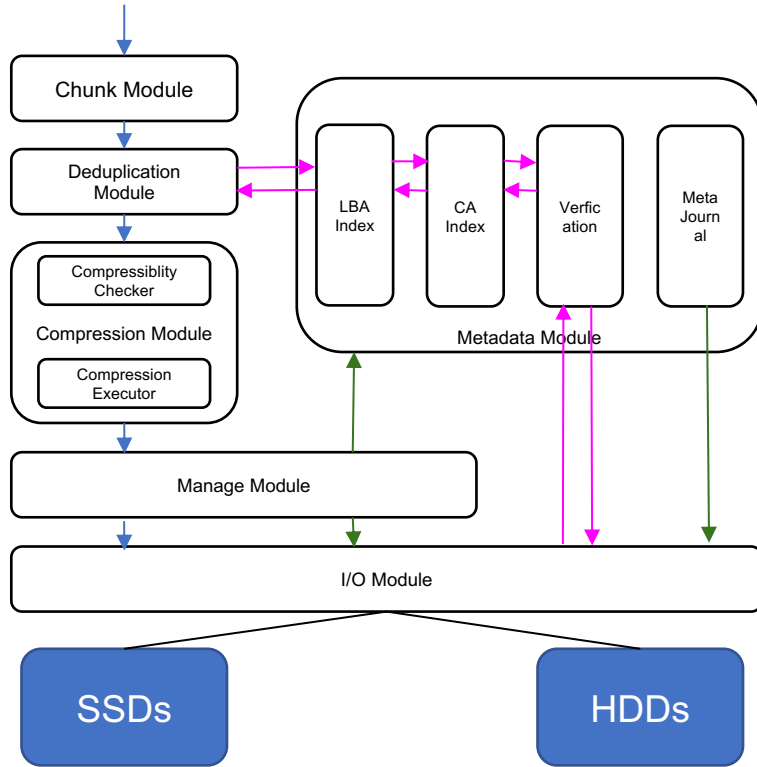 Chunk Module
Deduplication
Module
Compressiblity
Checker
Compression Module
Compression
Executor
LBA
Index
CA
Index
Verfic
ation
Meta
Journ
al
Metadata Module
Manage Module
I/O Module
SSDs
HDDs